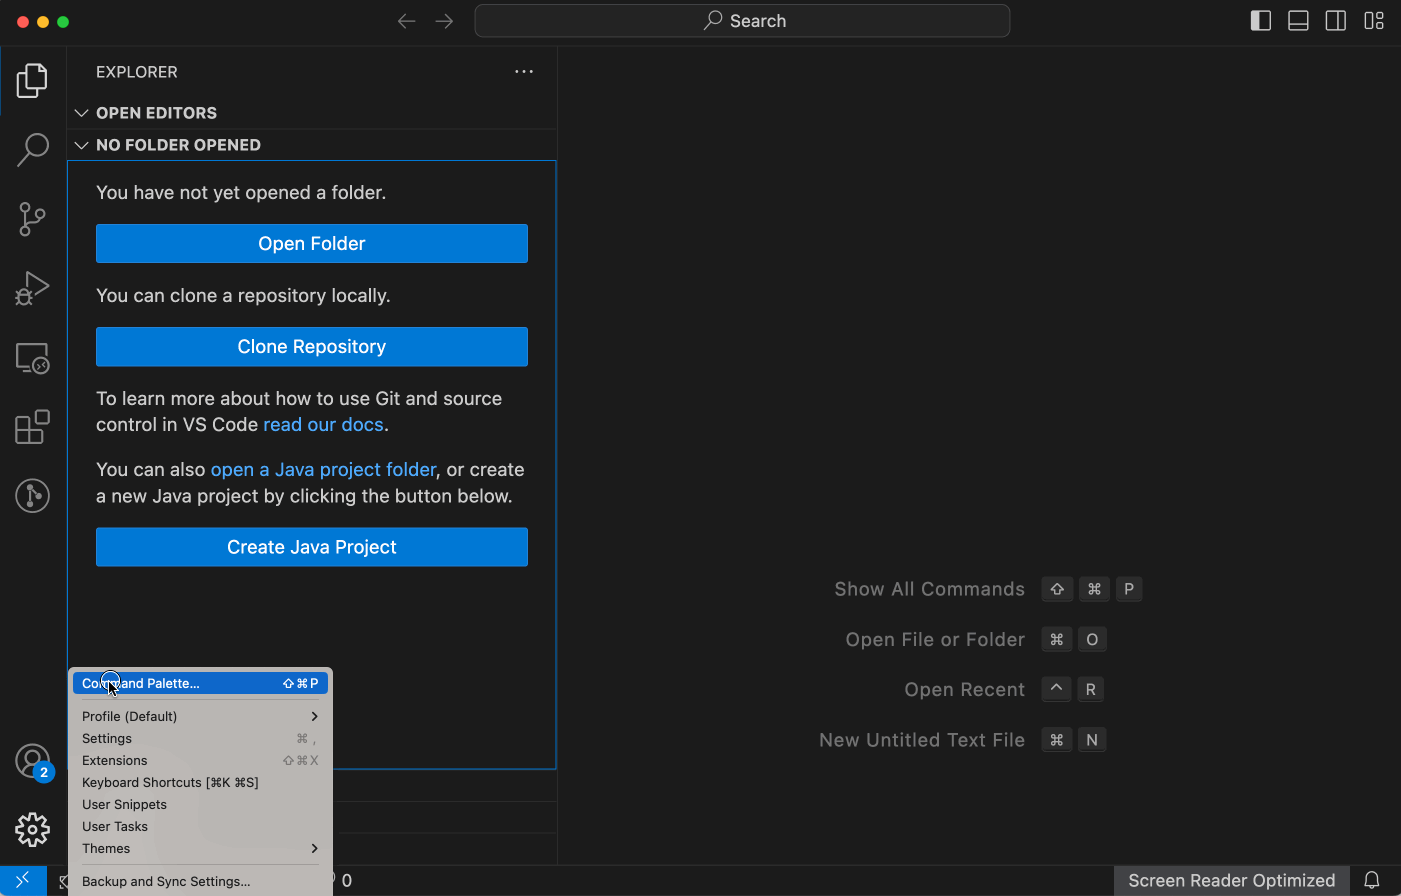 Search
EXPLORER
OPEN EDITORS
NO FOLDER OPENED
You have not yet opened a folder.
Open Folder
You can clone a repository locally.
Clone Repository
To learn more about how to use Git and source
control in VS Code read our docs.
You can also open a Java project folder, or create
a new Java project by clicking the button below.
Create Java Project
Show All Commands ⇧ ⌘ P
Open File or Folder ⌘ O
Open Recent ^ R
New Untitled Text File ⌘ N
Command Palette... ⇧⌘P
Profile (Default)
Settings ⌘ ,
Extensions ⇧⌘X
Keyboard Shortcuts [⌘K ⌘S]
User Snippets
User Tasks
Themes
Backup and Sync Settings...
2
0
Screen Reader Optimized